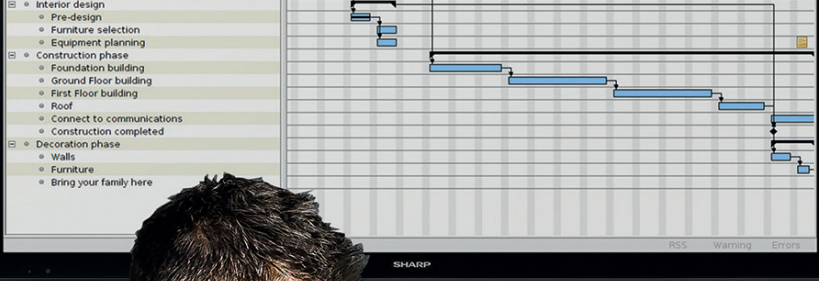 Interior design
Pre-design
Furniture selection
Equipment planning
Construction phase
Foundation building
Ground Floor building
First Floor building
Roof
Connect to communications
Construction completed
Decoration phase
Walls
Furniture
Bring your family here
RSS Warning Errors
SHARP